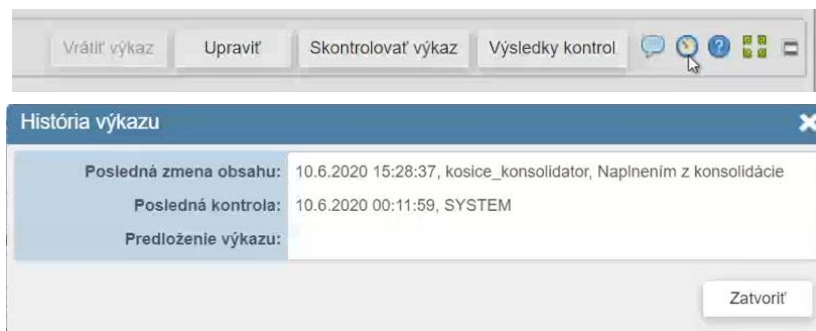 Vrátiť výkaz Upraviť Skontrolovať výkaz Výsledky kontrol
História výkazu
Posledná zmena obsahu: 10.6.2020 15:28:37, kosice_konsolidator, Naplnením z konsolidácie
Posledná kontrola: 10.6.2020 00:11:59, SYSTEM
Predloženie výkazu:
Zatvoriť